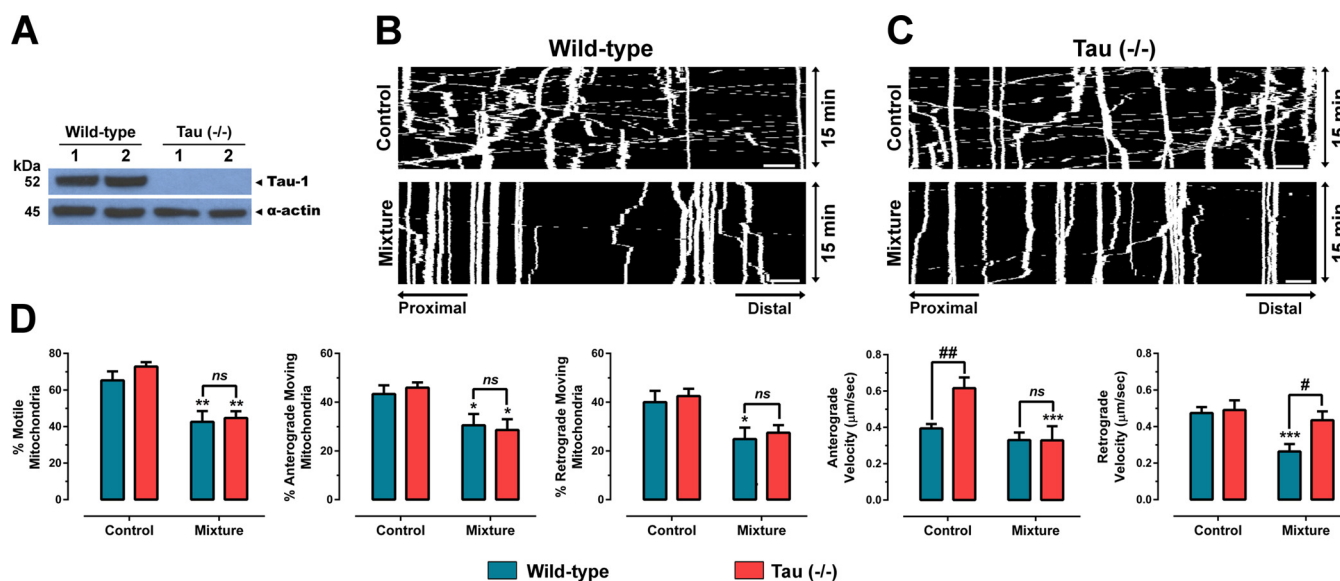 A
Wild-type
Tau (-/-)
1
2
1
2
kDa
52
Tau-1
45
α-actin
B
Wild-type
Control
15 min
Mixture
15 min
Proximal
Distal
C
Tau (-/-)
Control
15 min
Mixture
15 min
Proximal
Distal
D
% Motile
Mitochondria
80
60
40
20
0
ns
**
**
Control
Mixture
% Anterograde Moving
Mitochondria
60
40
20
0
ns
*
*
Control
Mixture
% Retrograde Moving
Mitochondria
60
40
20
0
ns
*
Control
Mixture
Anterograde
Velocity (μm/sec)
0.8
0.6
0.4
0.2
0.0
##
ns
***
Control
Mixture
Retrograde
Velocity (μm/sec)
0.8
0.6
0.4
0.2
0.0
#
***
Control
Mixture
Wild-type
Tau (-/-)